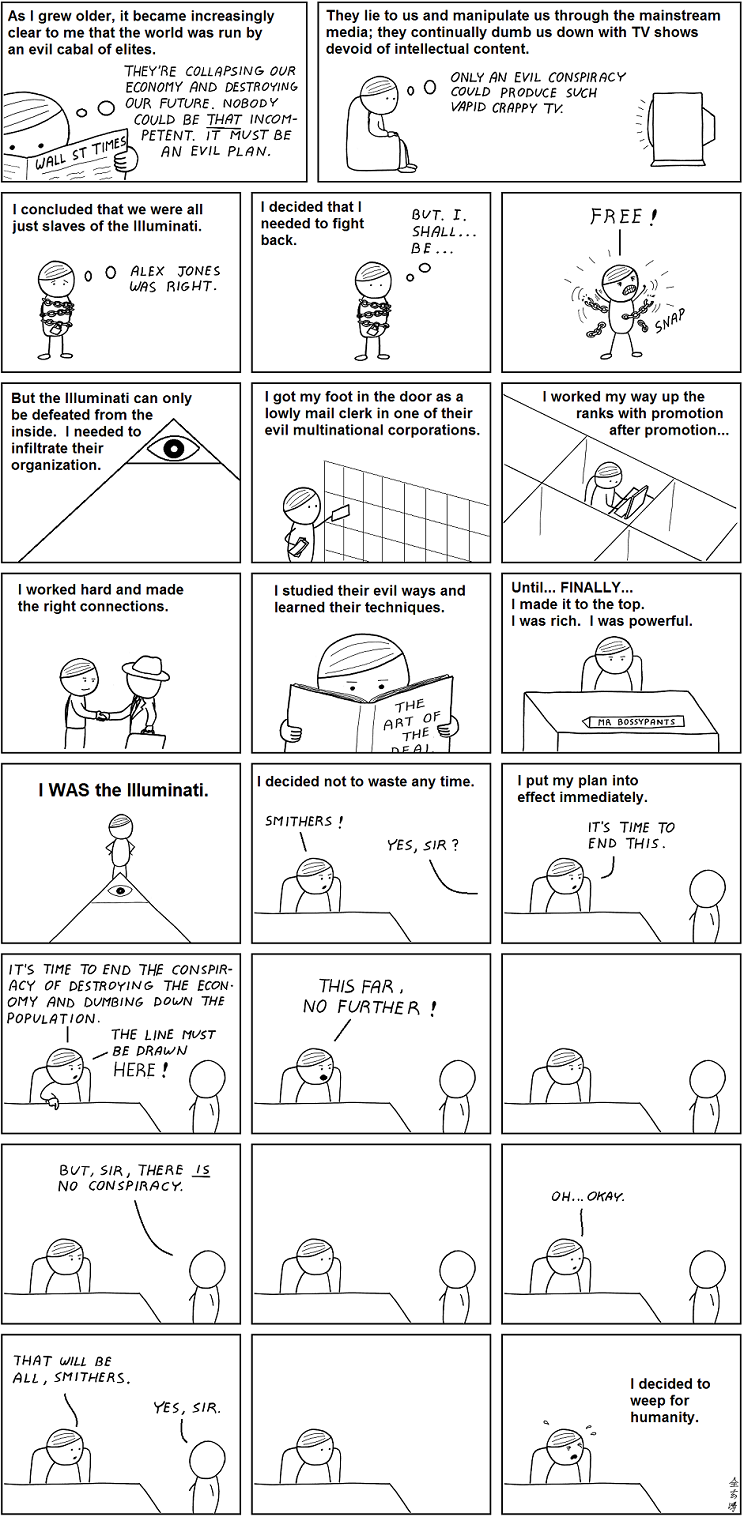 As I grew older, it became increasingly
clear to me that the world was run by
an evil cabal of elites.
THEY'RE COLLAPSING OUR
ECONOMY AND DESTROYING
OUR FUTURE. NOBODY
COULD BE THAT INCOM-
PETENT. IT MUST BE
AN EVIL PLAN.
WALL ST TIMES
They lie to us and manipulate us through the mainstream
media; they continually dumb us down with TV shows
devoid of intellectual content.
ONLY AN EVIL CONSPIRACY
COULD PRODUCE SUCH
VAPID CRAPPY TV.
I concluded that we were all
just slaves of the Illuminati.
ALEX JONES
WAS RIGHT.
I decided that I
needed to fight
back.
BUT. I.
SHALL...
BE...
FREE!
SNAP
But the Illuminati can only
be defeated from the
inside. I needed to
infiltrate their
organization.
I got my foot in the door as a
lowly mail clerk in one of their
evil multinational corporations.
I worked my way up the
ranks with promotion
after promotion...
I worked hard and made
the right connections.
I studied their evil ways and
learned their techniques.
THE
ART OF
THE
DEAL
Until... FINALLY...
I made it to the top.
I was rich. I was powerful.
MR BOSSYPANTS
I WAS the Illuminati.
I decided not to waste any time.
SMITHERS!
YES, SIR?
I put my plan into
effect immediately.
IT'S TIME TO
END THIS.
IT'S TIME TO END THE CONSPIR-
ACY OF DESTROYING THE ECON-
OMY AND DUMBING DOWN THE
POPULATION.
THE LINE MUST
BE DRAWN
HERE!
THIS FAR,
NO FURTHER!
BUT, SIR, THERE IS
NO CONSPIRACY.
OH...OKAY.
THAT WILL BE
ALL, SMITHERS.
YES, SIR.
I decided to
weep for
humanity.